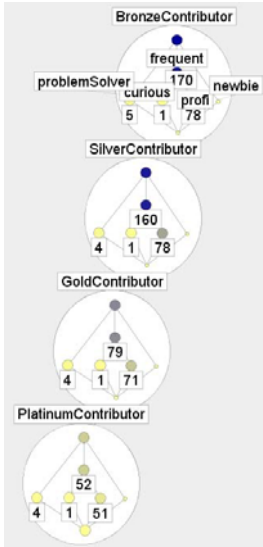 BronzeContributor
frequent
problemSolver 170 newbie
curious profi
5 1 78
SilverContributor
160
4 1 78
GoldContributor
79
4 1 71
PlatinumContributor
52
4 1 51